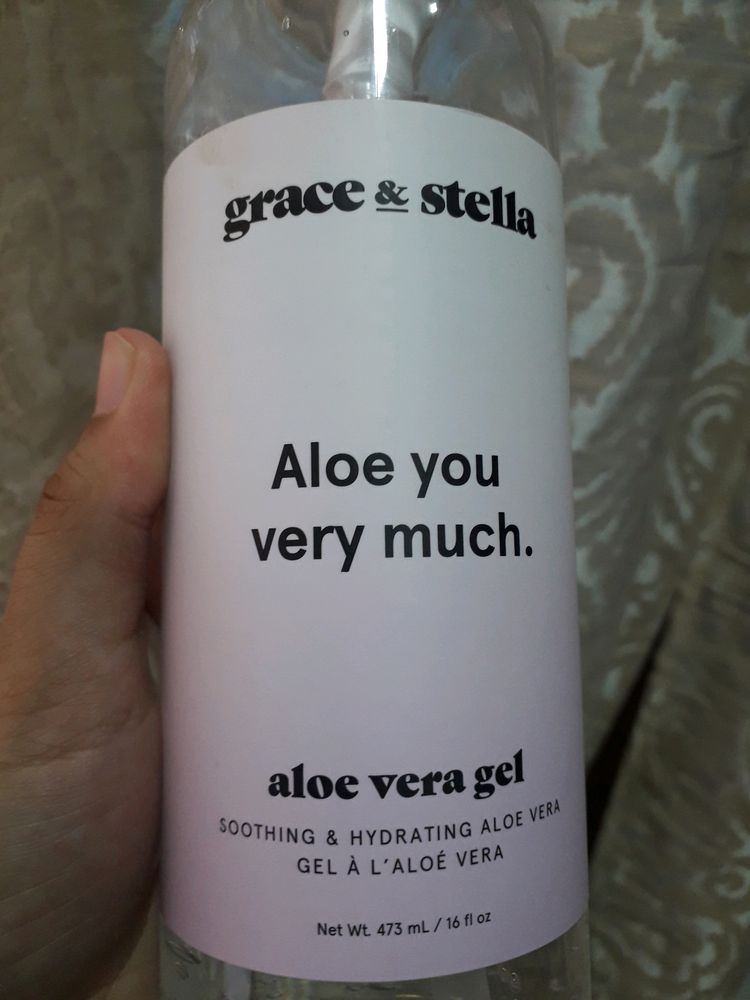 grace & stella
Aloe you
very much.
aloe vera gel
SOOTHING & HYDRATING ALOE VERA
GEL À L'ALOÉ VERA
Net Wt. 473 mL / 16 fl oz